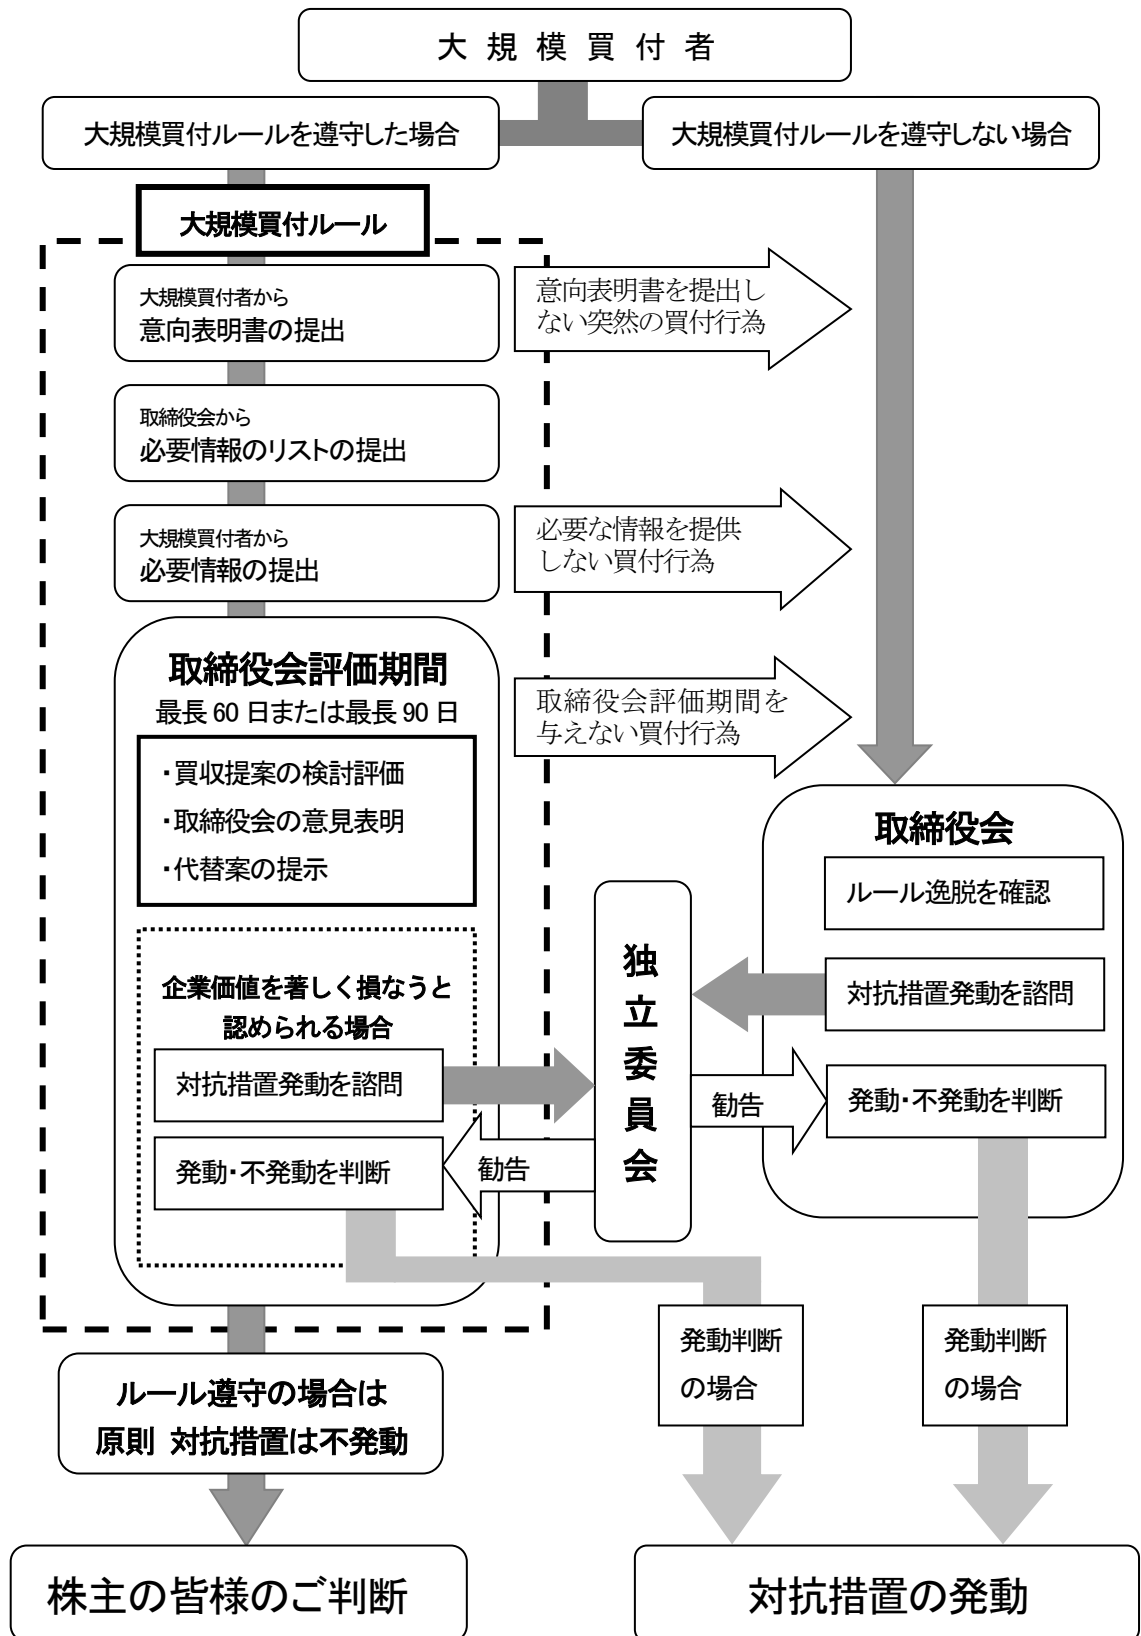 大規模買付者
大規模買付ルールを遵守した場合
大規模買付ルールを遵守しない場合
大規模買付ルール
大規模買付者から
意向表明書の提出
意向表明書を提出し
ない突然の買付行為
取締役会から
必要情報のリストの提出
大規模買付者から
必要情報の提出
必要な情報を提供
しない買付行為
取締役会評価期間
最長 60 日または最長 90 日
・買収提案の検討評価
・取締役会の意見表明
・代替案の提示
取締役会評価期間を
与えない買付行為
企業価値を著しく損なうと
認められる場合
対抗措置発動を諮問
発動・不発動を判断
勧告
独立委員会
取締役会
ルール逸脱を確認
対抗措置発動を諮問
勧告
発動・不発動を判断
ルール遵守の場合は
原則 対抗措置は不発動
発動判断
の場合
発動判断
の場合
株主の皆様のご判断
対抗措置の発動